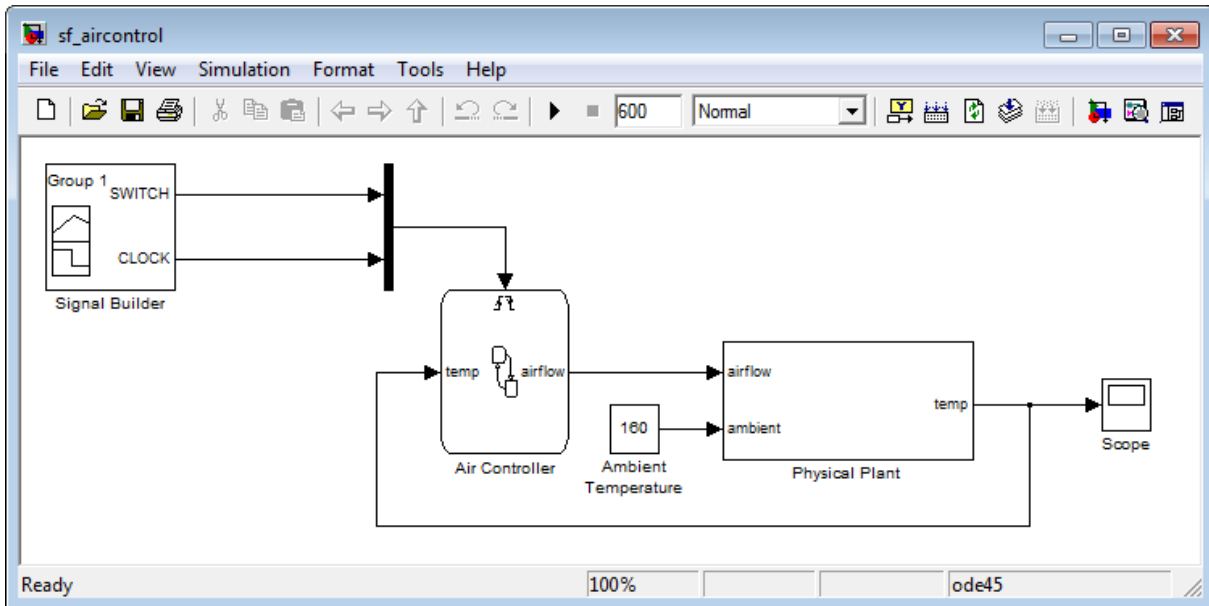 sf_aircontrol
File Edit View Simulation Format Tools Help
600 Normal
Group 1
SWITCH
CLOCK
Signal Builder
temp airflow
Air Controller
160
Ambient
Temperature
airflow
temp
ambient
Physical Plant
Scope
Ready 100% ode45